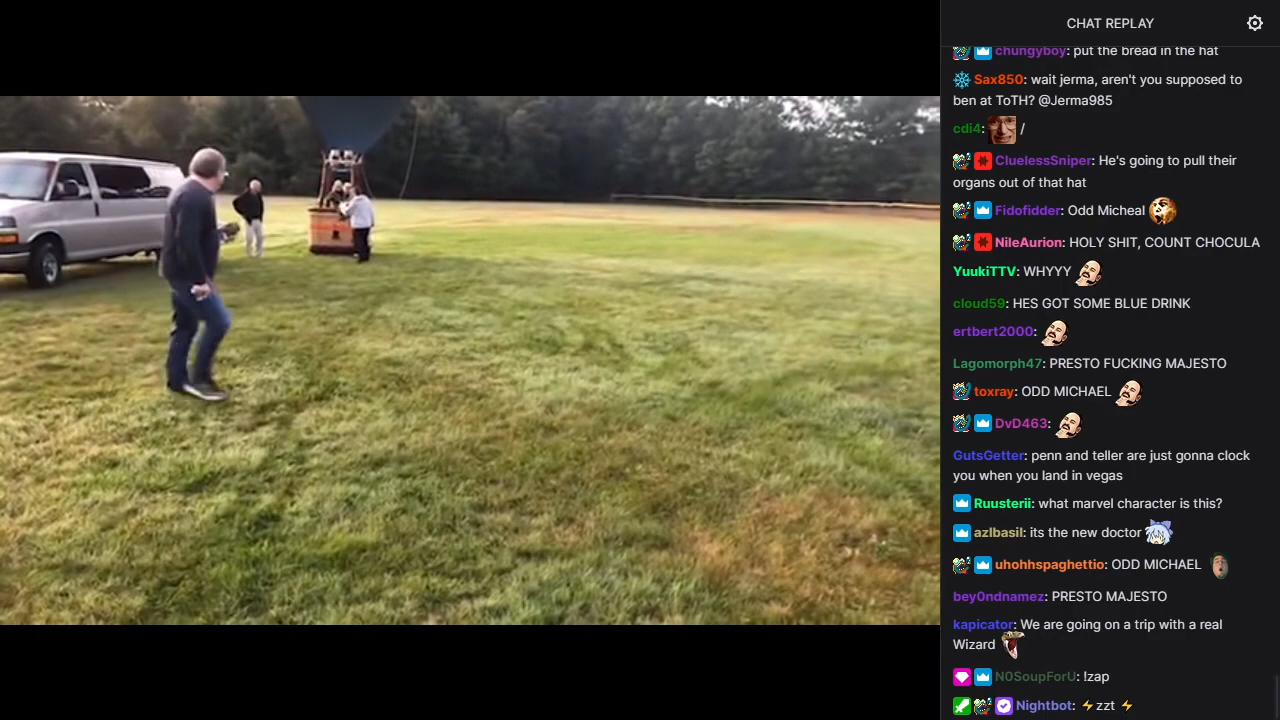 CHAT REPLAY
chungyboy: put the bread in the hat
Sax850: wait jerma, aren't you supposed to
ben at ToTH? @Jerma985
cdi4: /
CluelessSniper: He's going to pull their
organs out of that hat
Fidofidder: Odd Micheal
NileAurion: HOLY SHIT, COUNT CHOCULA
YuukiTTV: WHYYY
cloud59: HES GOT SOME BLUE DRINK
ertbert2000:
Lagomorph47: PRESTO FUCKING MAJESTO
toxray: ODD MICHAEL
DvD463:
GutsGetter: penn and teller are just gonna clock
you when you land in vegas
Ruusterii: what marvel character is this?
azlbasil: its the new doctor
uhohhspaghettio: ODD MICHAEL
bey0ndnamez: PRESTO MAJESTO
kapicator: We are going on a trip with a real
Wizard
N0SoupForU: !zap
Nightbot: ⚡zzt ⚡